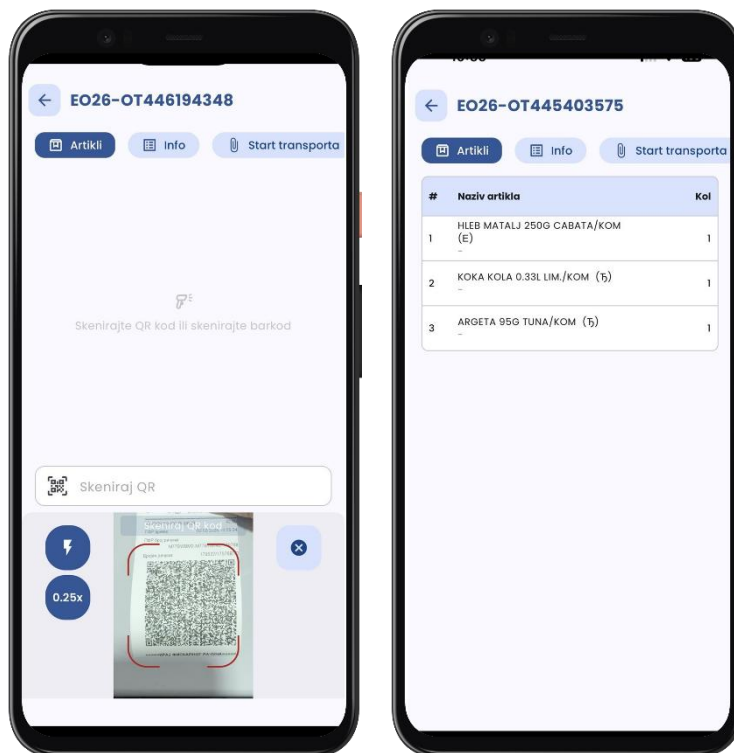 EO26-OT446194348
Artikli
Info
Start transporta
Skenirajte QR kod ili skenirajte barkod
Skeniraj QR
Skeniraj QR kod
0.25x
EO26-OT445403575
Artikli
Info
Start transporta
# Naziv artikla Kol
1 HLEB MATALJ 250G CABATA/KOM 1
(E)
-
2 KOKA KOLA 0.33L LIM./KOM (Ђ) 1
-
3 ARGETA 95G TUNA/KOM (Ђ) 1
-